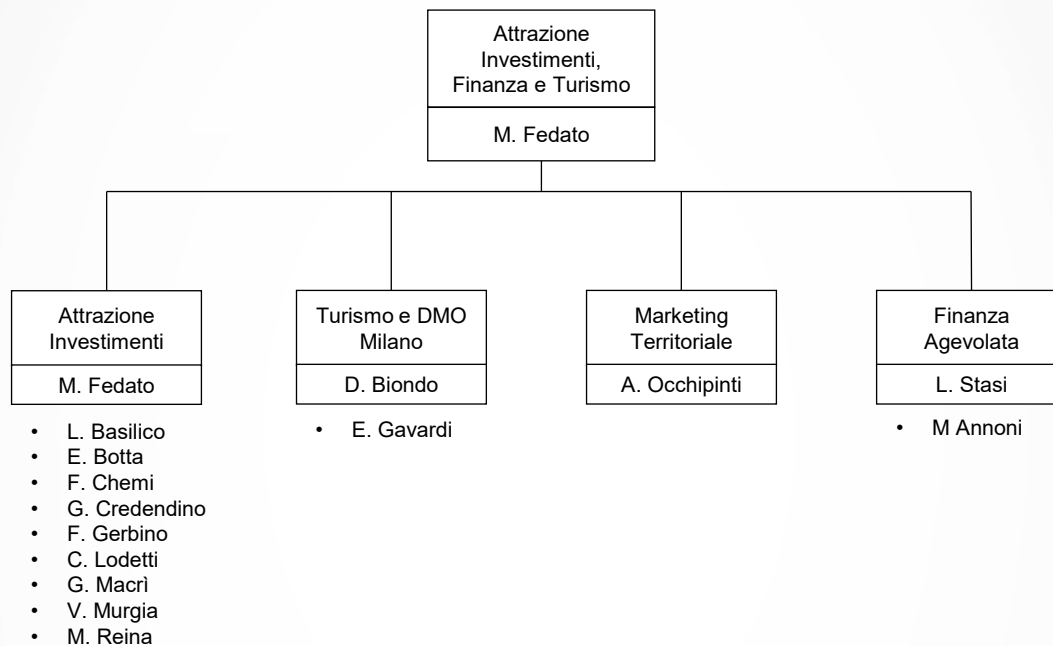 Attrazione
Investimenti,
Finanza e Turismo
M. Fedato
Attrazione
Investimenti
M. Fedato
• L. Basilico
• E. Botta
• F. Chemi
• G. Credendino
• F. Gerbino
• C. Lodetti
• G. Macrì
• V. Murgia
• M. Reina
Turismo e DMO
Milano
D. Biondo
• E. Gavardi
Marketing
Territoriale
A. Occhipinti
Finanza
Agevolata
L. Stasi
• M Annoni